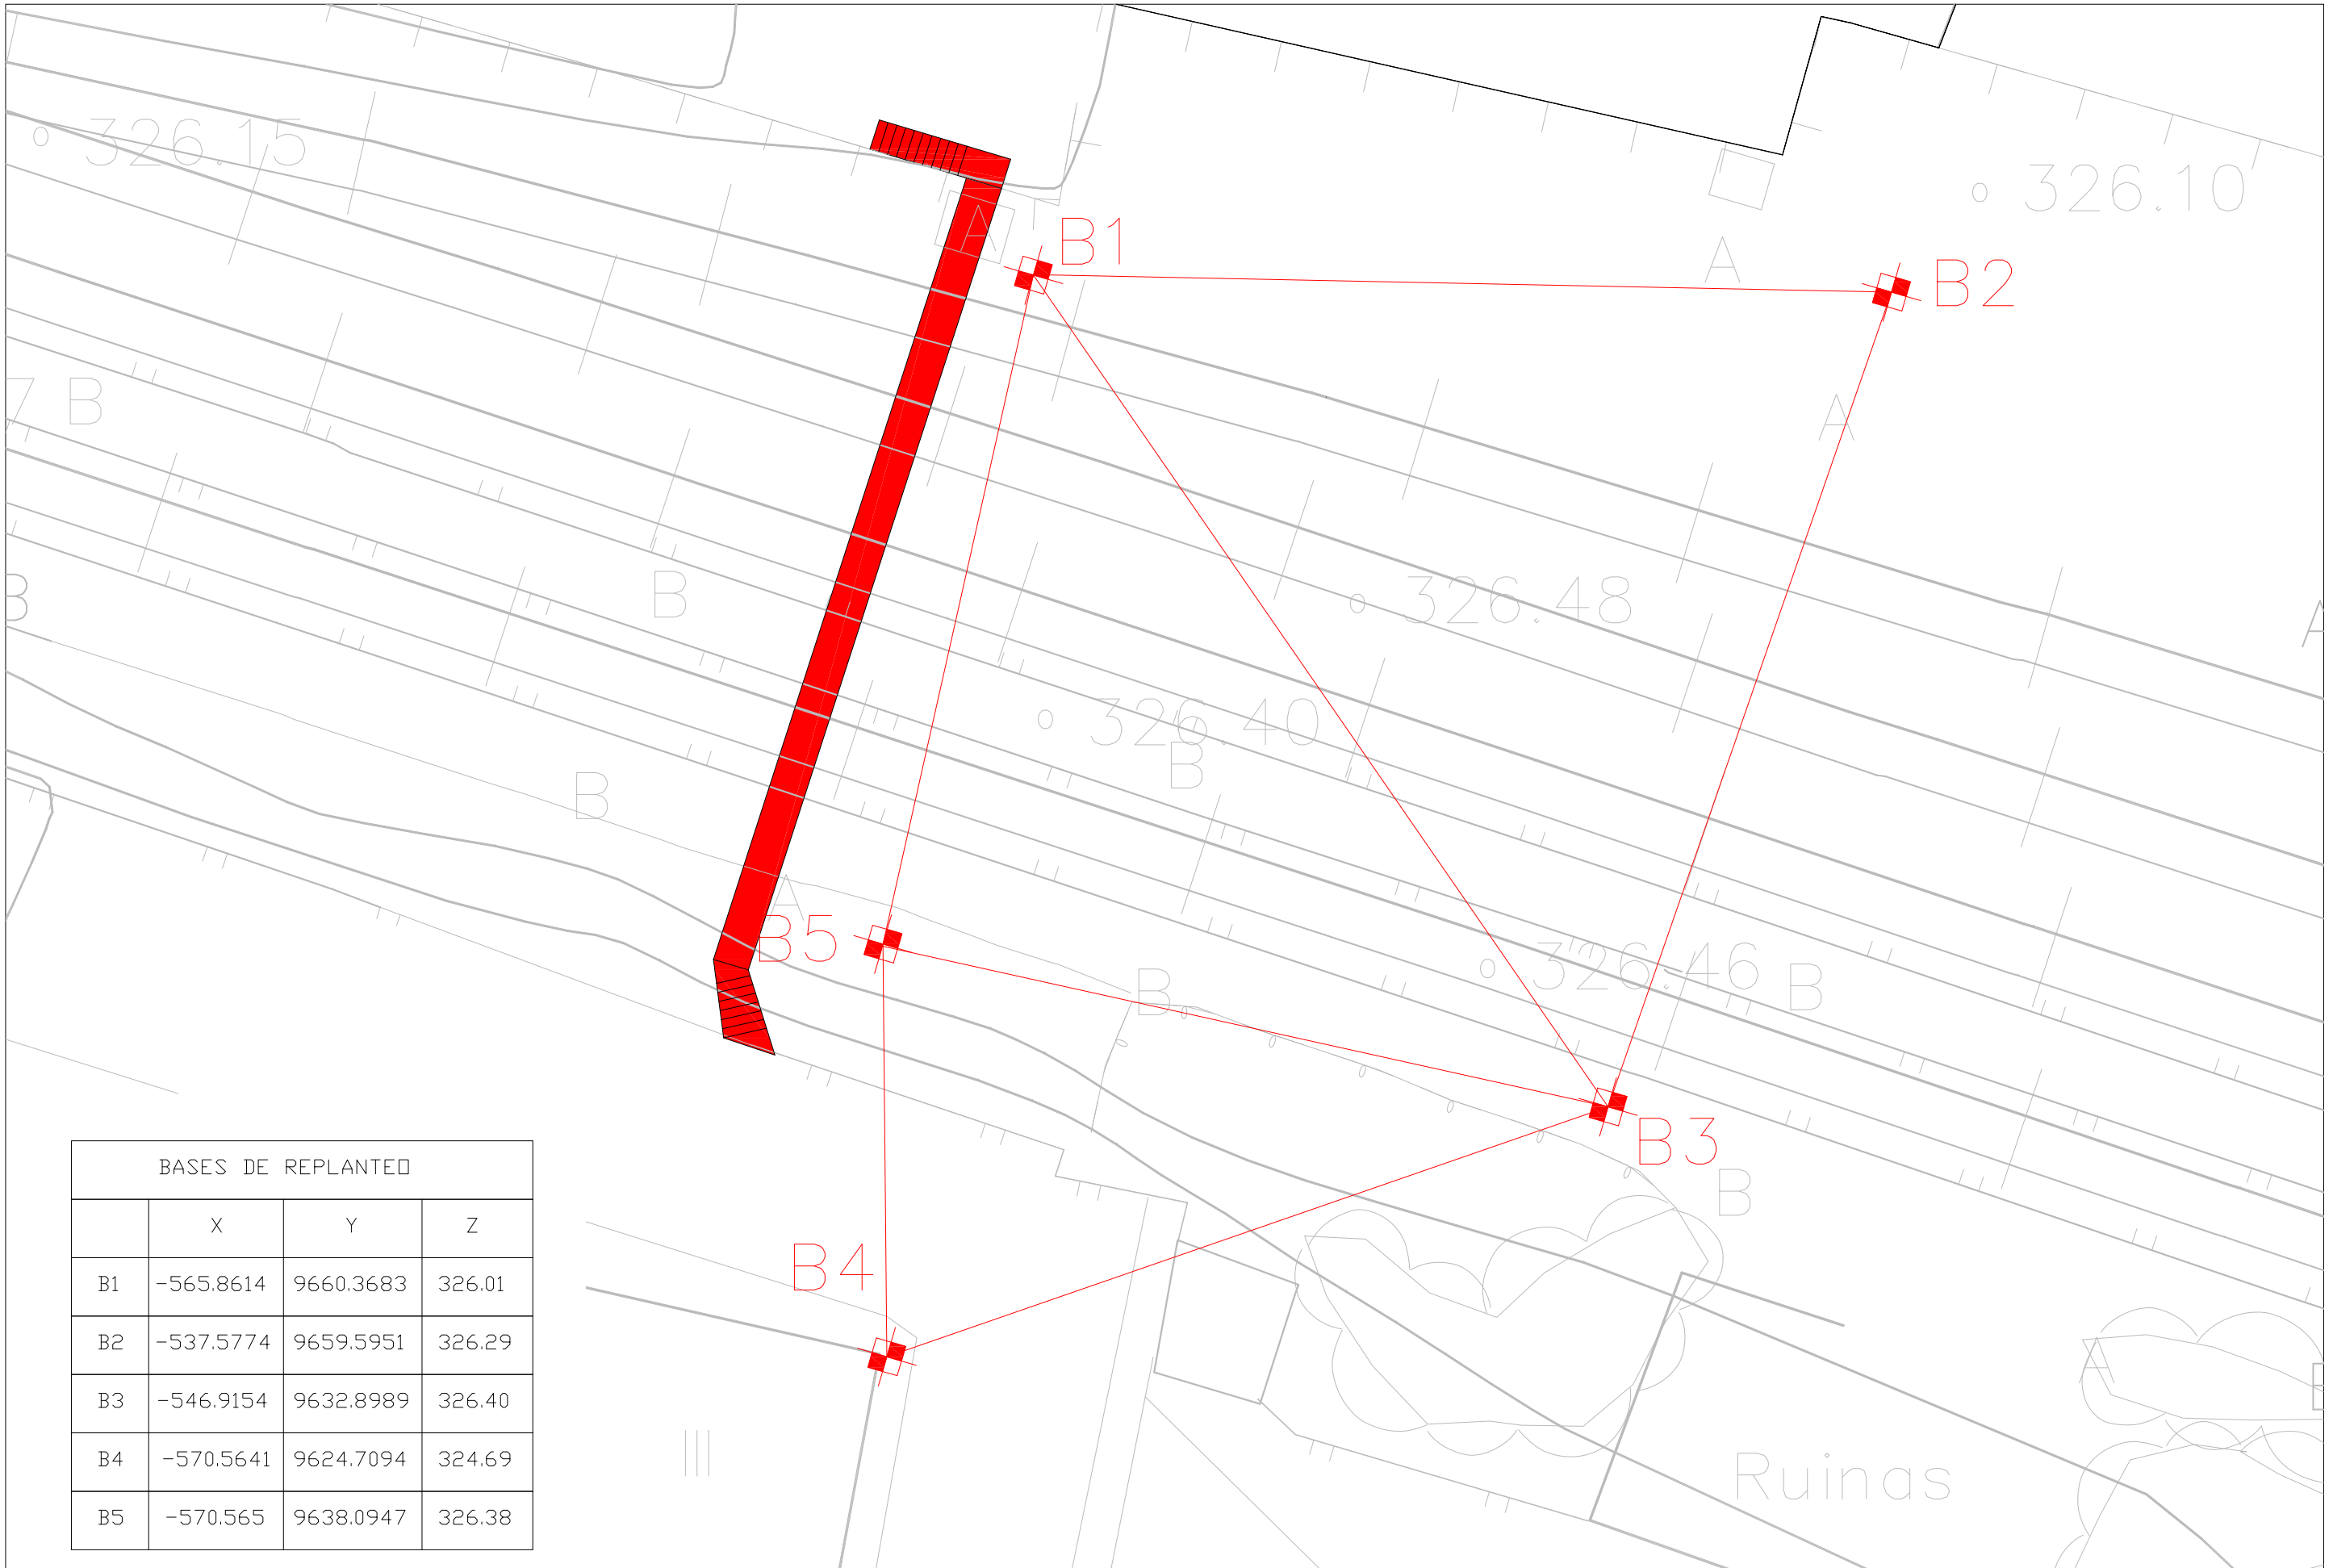 326.15
326.10
B1
A
B2
A
A
7 B
B
B
326.48
A
326.40
B
B
A
B5
B
326.46 B
B3
B
B4
A
III
Ruinas
BASES DE REPLANTEO
X Y Z
B1 -565.8614 9660.3683 326.01
B2 -537.5774 9659.5951 326.29
B3 -546.9154 9632.8989 326.40
B4 -570.5641 9624.7094 324.69
B5 -570.565 9638.0947 326.38